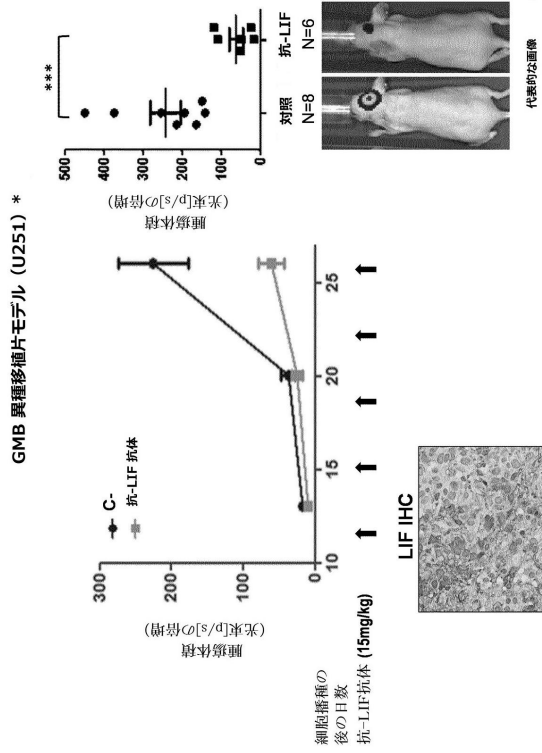 GMB 異種移植片モデル（U251）*
腫瘍体積
(光束[p/s]の倍増)
300
200
100
0
C-
抗-LIF 抗体
10
15
20
25
細胞播種の
後の日数
抗-LIF抗体 (15mg/kg)
LIF IHC
腫瘍体積
(光束[p/s]の倍増)
500
400
300
200
100
0
***
対照
抗-LIF
N=8
N=6
代表的な画像